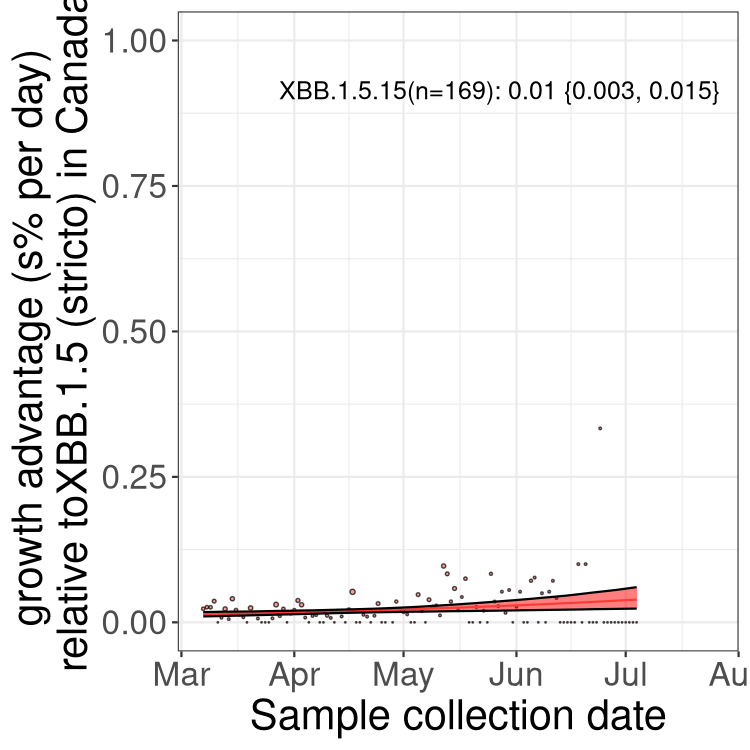 growth advantage (s% per day)
relative toXBB.1.5 (stricto) in Canada
1.00
0.75
0.50
0.25
0.00
XBB.1.5.15(n=169): 0.01 {0.003, 0.015}
Mar Apr May Jun Jul Au
Sample collection date